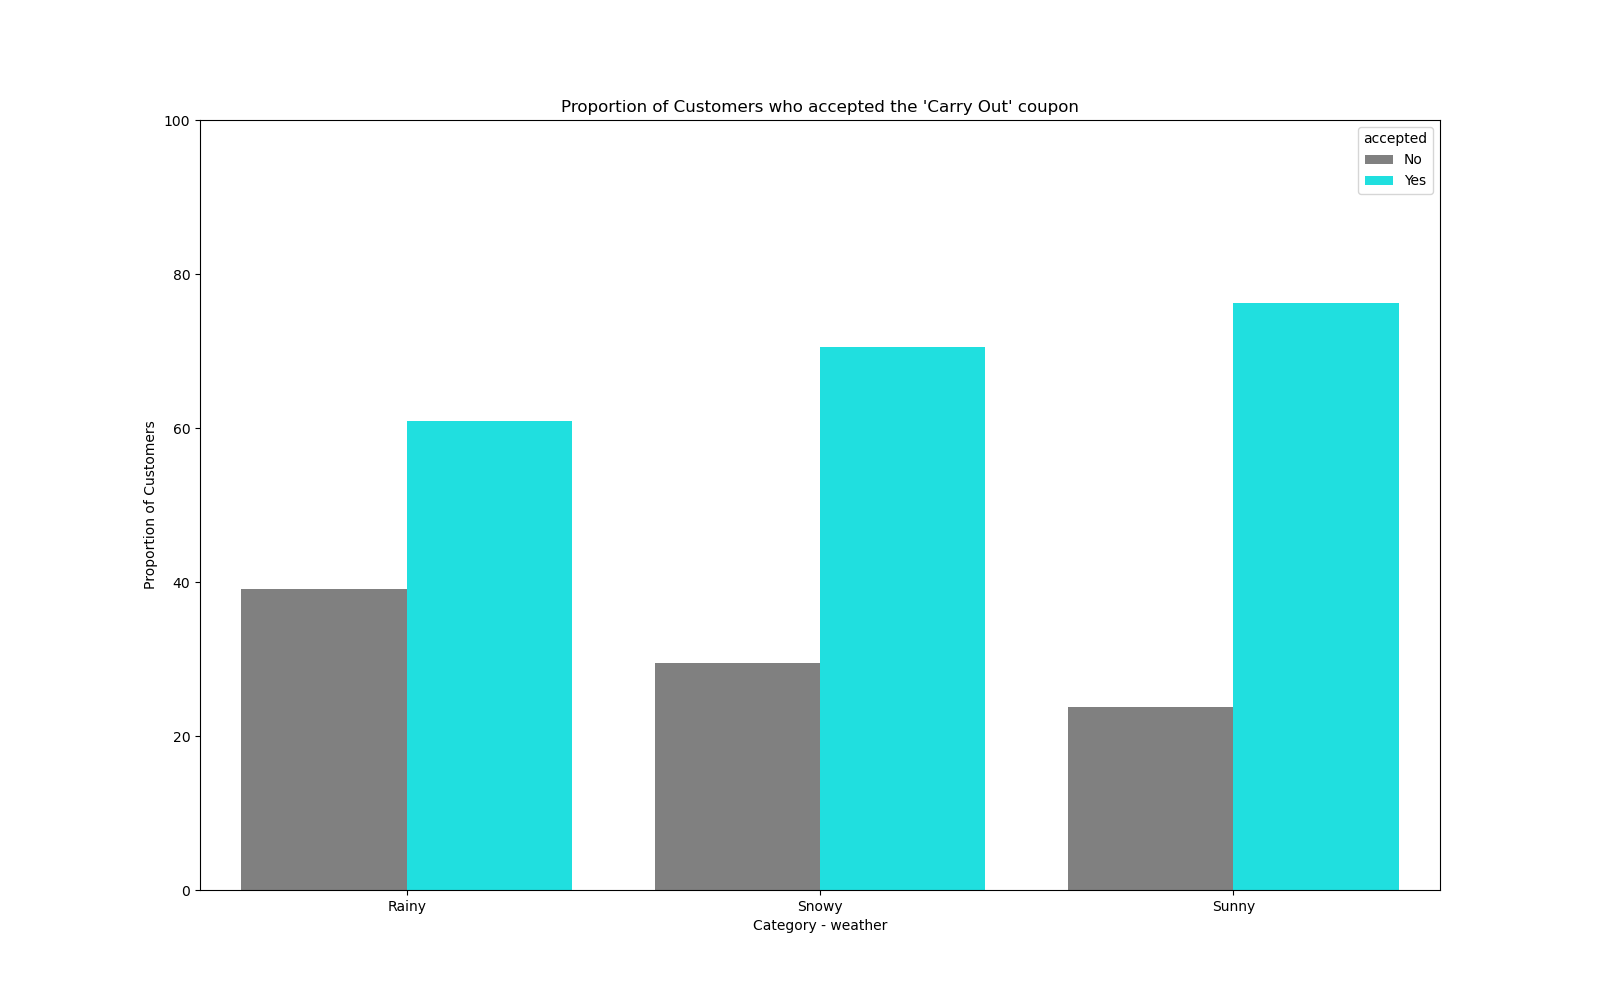 Proportion of Customers who accepted the 'Carry Out' coupon
accepted
No
Yes
Proportion of Customers
100
80
60
40
20
0
Rainy
Snowy
Sunny
Category - weather